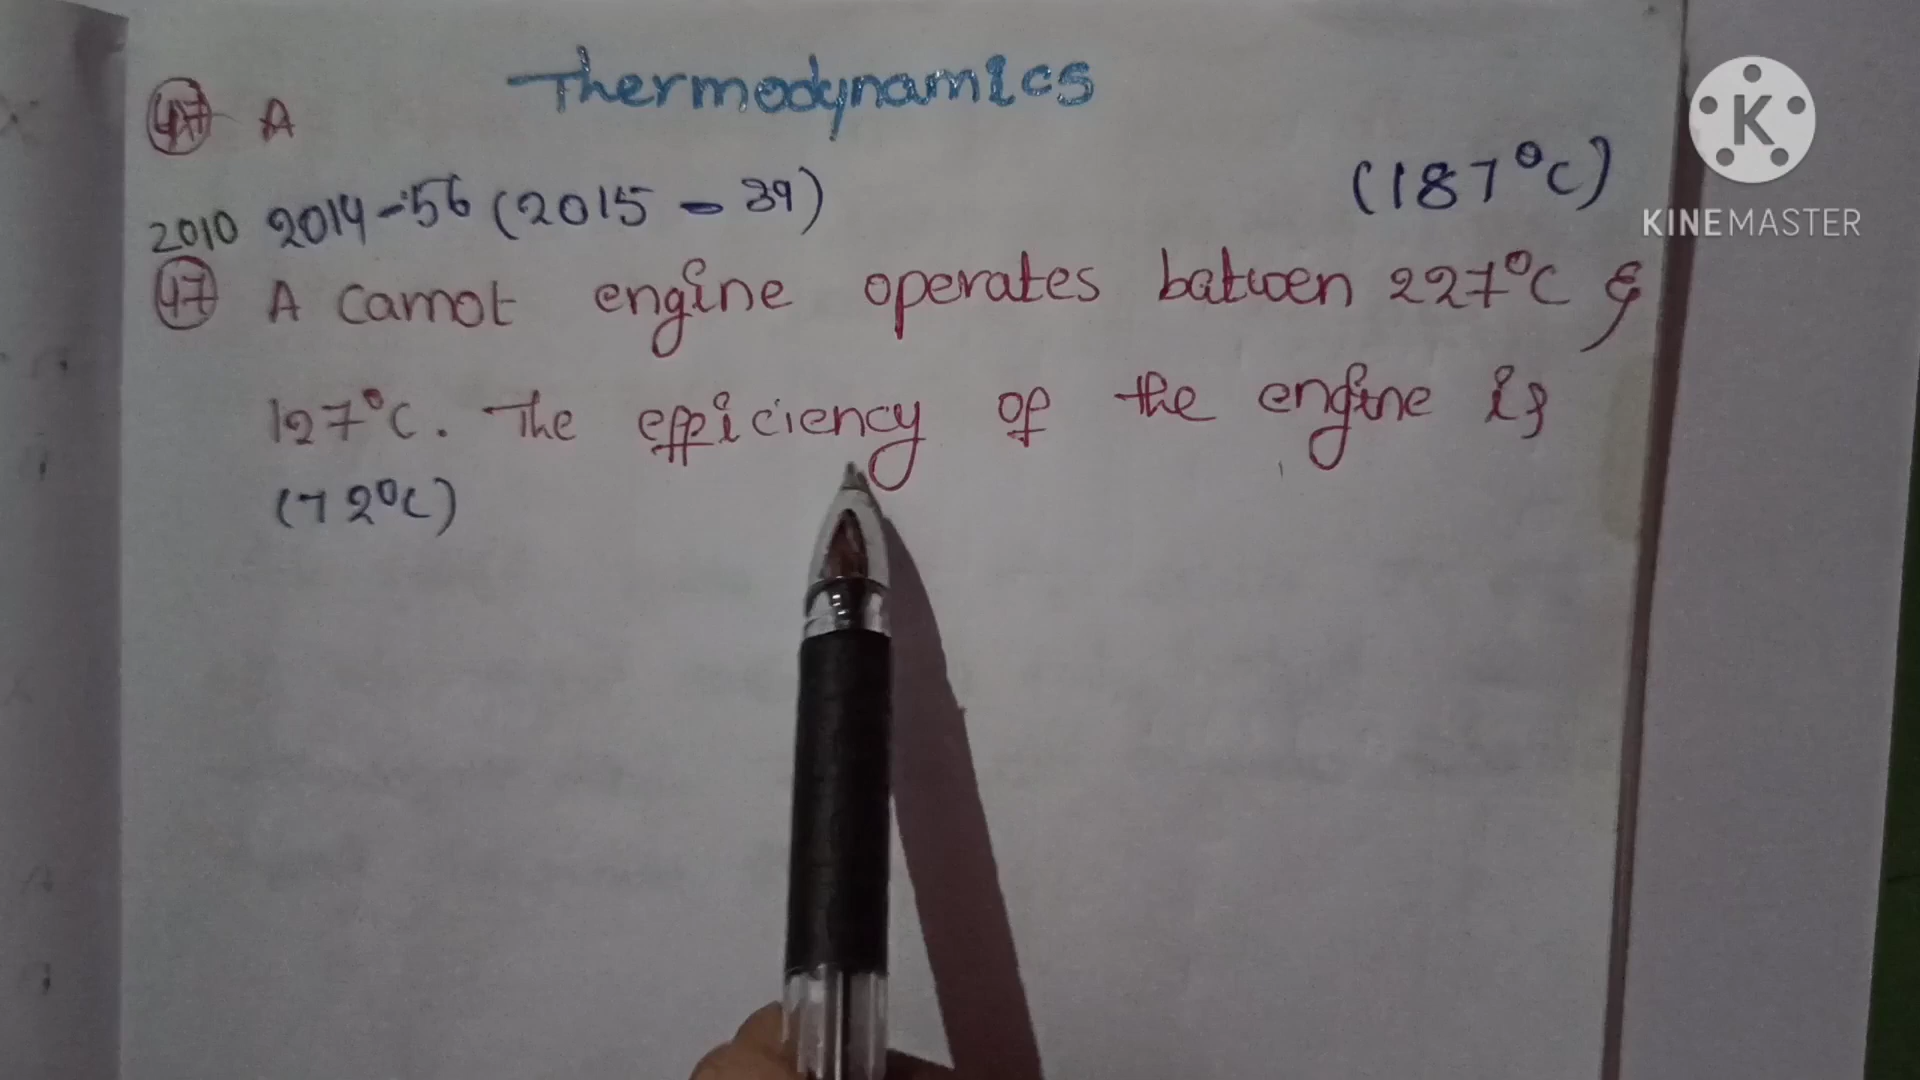 Thermodynamics
47 A
2010 2014-56 (2015 - 39)
(187°C)
KINEMASTER
47 A carnot engine operates batween 227°C &
127°C. The efficiency of the engine is
(72°C)